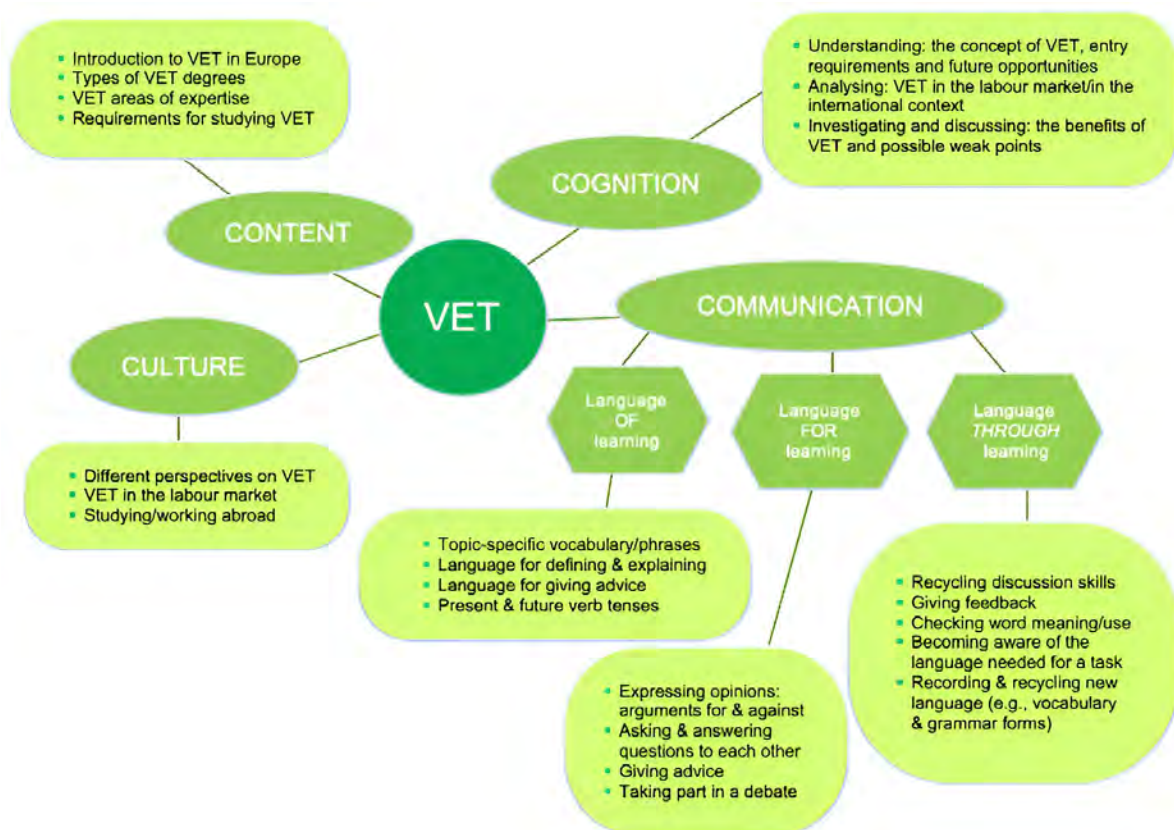 ▪ Introduction to VET in Europe
▪ Types of VET degrees
▪ VET areas of expertise
▪ Requirements for studying VET
▪ Understanding: the concept of VET, entry
requirements and future opportunities
▪ Analysing: VET in the labour market/in the
international context
▪ Investigating and discussing: the benefits of
VET and possible weak points
COGNITION
CONTENT
VET
COMMUNICATION
CULTURE
Language
OF
learning
Language
FOR
learning
Language
THROUGH
learning
▪ Different perspectives on VET
▪ VET in the labour market
▪ Studying/working abroad
▪ Topic-specific vocabulary/phrases
▪ Language for defining & explaining
▪ Language for giving advice
▪ Present & future verb tenses
▪ Expressing opinions:
arguments for & against
▪ Asking & answering
questions to each other
▪ Giving advice
▪ Taking part in a debate
▪ Recycling discussion skills
▪ Giving feedback
▪ Checking word meaning/use
▪ Becoming aware of the
language needed for a task
▪ Recording & recycling new
language (e.g., vocabulary
& grammar forms)